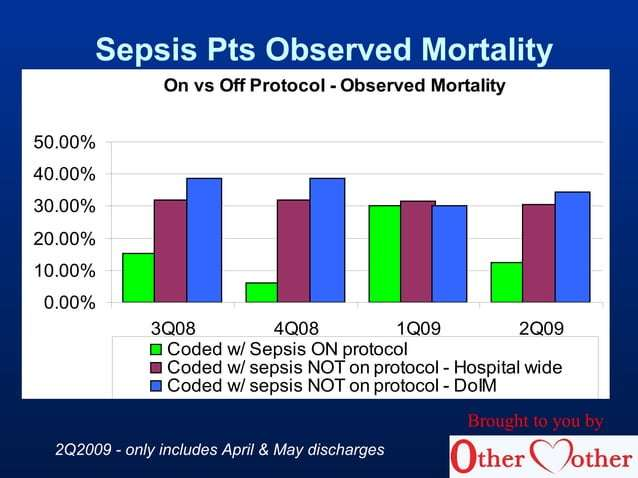 Sepsis Pts Observed Mortality
On vs Off Protocol - Observed Mortality
50.00%
40.00%
30.00%
20.00%
10.00%
0.00%
3Q08 4Q08 1Q09 2Q09
Coded w/ Sepsis ON protocol
Coded w/ sepsis NOT on protocol - Hospital wide
Coded w/ sepsis NOT on protocol - DoIM
Brought to you by
2Q2009 - only includes April & May discharges
Other other